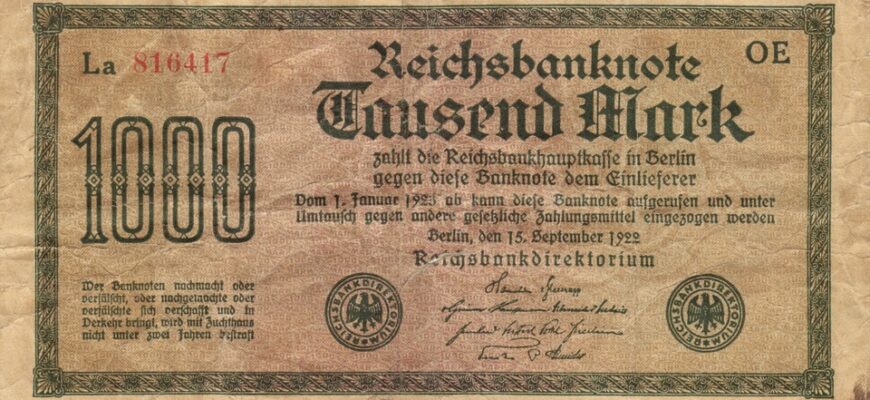 La 816417
OE
Reichsbanknote
Tausend Mark
1000
zahlt die Reichsbankhauptkasse in Berlin
gegen diese Banknote dem Einlieferer
Vom 1. Januar 1923 ab kann diese Banknote aufgerufen und unter
Umtausch gegen andere gesetzliche Zahlungsmittel eingezogen werden
Berlin, den 15. September 1922
Reichsbankdirektorium
Wer Banknoten nachmacht oder
verfälscht, oder nachgemachte oder
verfälschte sich verschafft und in
Verkehr bringt, wird mit Zuchthaus
nicht unter zwei Jahren bestraft
REICHSBANKDIREKTORIUM
REICHSBANKDIREKTORIUM